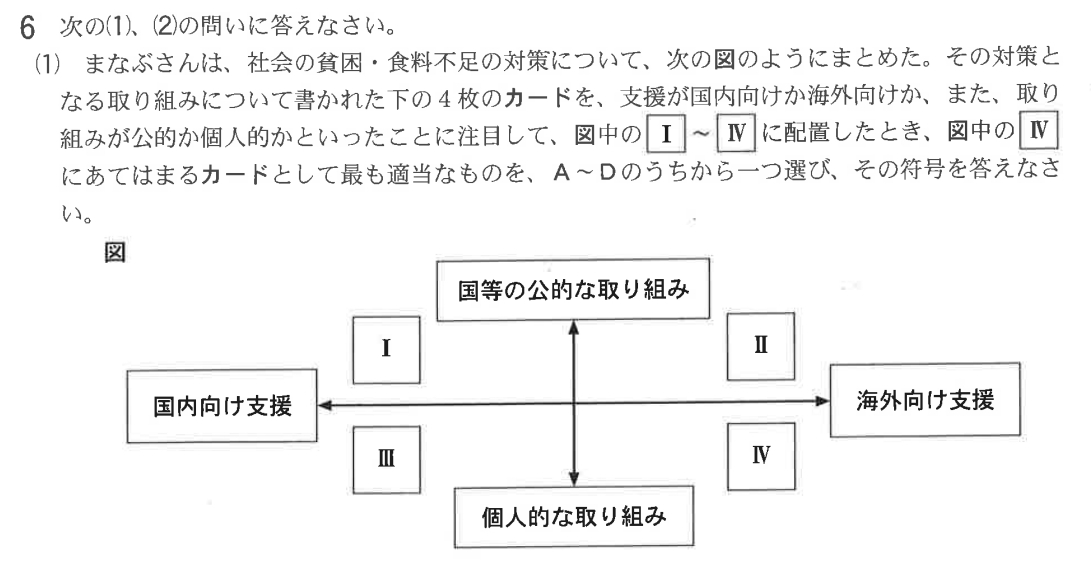 6 次の⑴、⑵の問いに答えなさい。
⑴ まなぶさんは、社会の貧困・食料不足の対策について、次の図のようにまとめた。その対策と
なる取り組みについて書かれた下の４枚のカードを、支援が国内向けか海外向けか、また、取り
組みが公的か個人的かといったことに注目して、図中の Ⅰ ～ Ⅳ に配置したとき、図中の Ⅳ
にあてはまるカードとして最も適当なものを、Ａ～Ｄのうちから一つ選び、その符号を答えなさ
い。
図
国等の公的な取り組み
Ⅰ Ⅱ
国内向け支援 海外向け支援
Ⅲ Ⅳ
個人的な取り組み